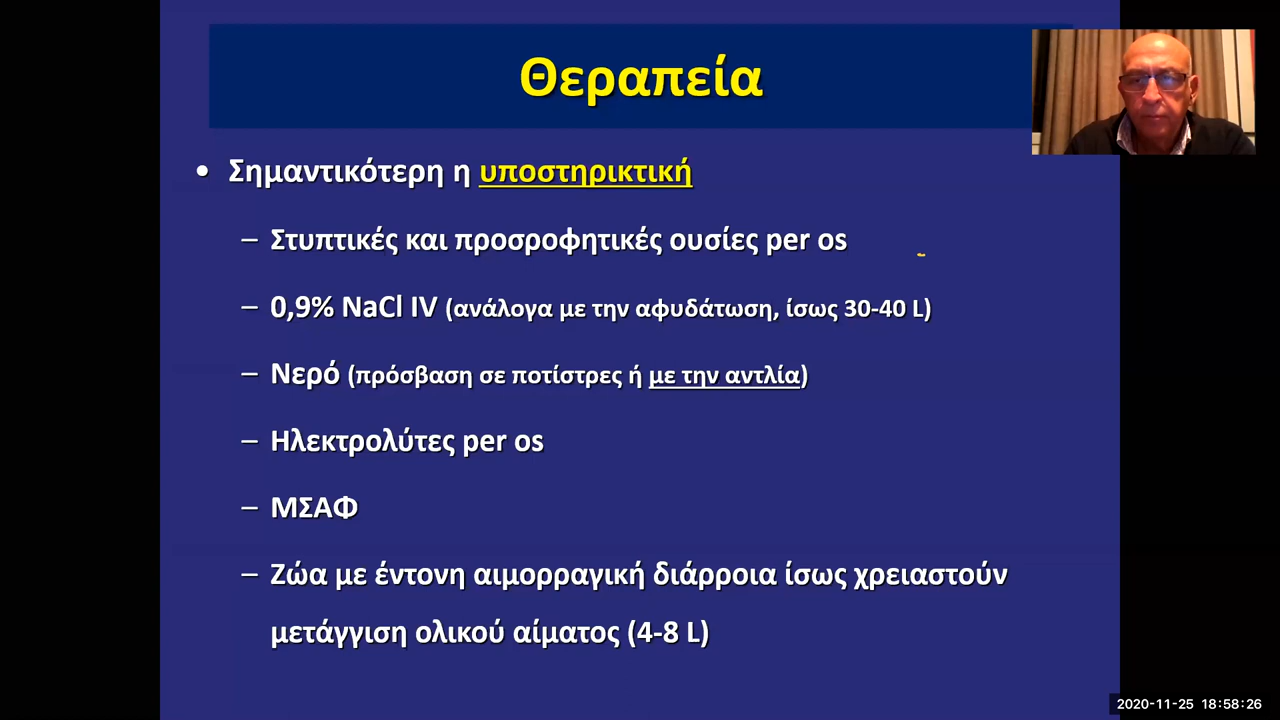 Θεραπεία
• Σημαντικότερη η υποστηρικτική
– Στυπτικές και προσροφητικές ουσίες per os
– 0,9% NaCl IV (ανάλογα με την αφυδάτωση, ίσως 30-40 L)
– Νερό (πρόσβαση σε ποτίστρες ή με την αντλία)
– Ηλεκτρολύτες per os
– ΜΣΑΦ
– Ζώα με έντονη αιμορραγική διάρροια ίσως χρειαστούν
μετάγγιση ολικού αίματος (4-8 L)
2020-11-25 18:58:26